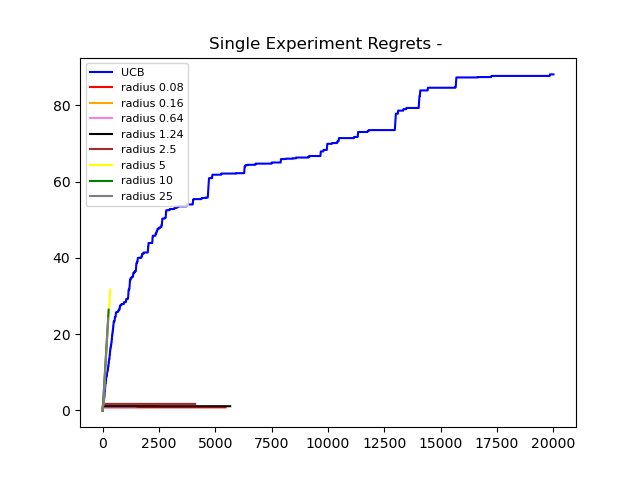 Single Experiment Regrets -
UCB
radius 0.08
radius 0.16
radius 0.64
radius 1.24
radius 2.5
radius 5
radius 10
radius 25
80
60
40
20
0
0 2500 5000 7500 10000 12500 15000 17500 20000